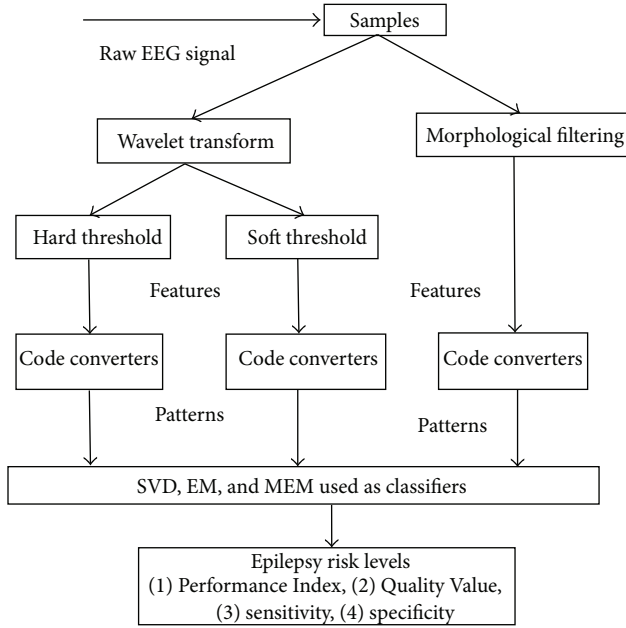 Samples
Raw EEG signal
Wavelet transform
Morphological filtering
Hard threshold
Soft threshold
Features
Features
Code converters
Code converters
Code converters
Patterns
Patterns
SVD, EM, and MEM used as classifiers
Epilepsy risk levels
(1) Performance Index, (2) Quality Value,
(3) sensitivity, (4) specificity